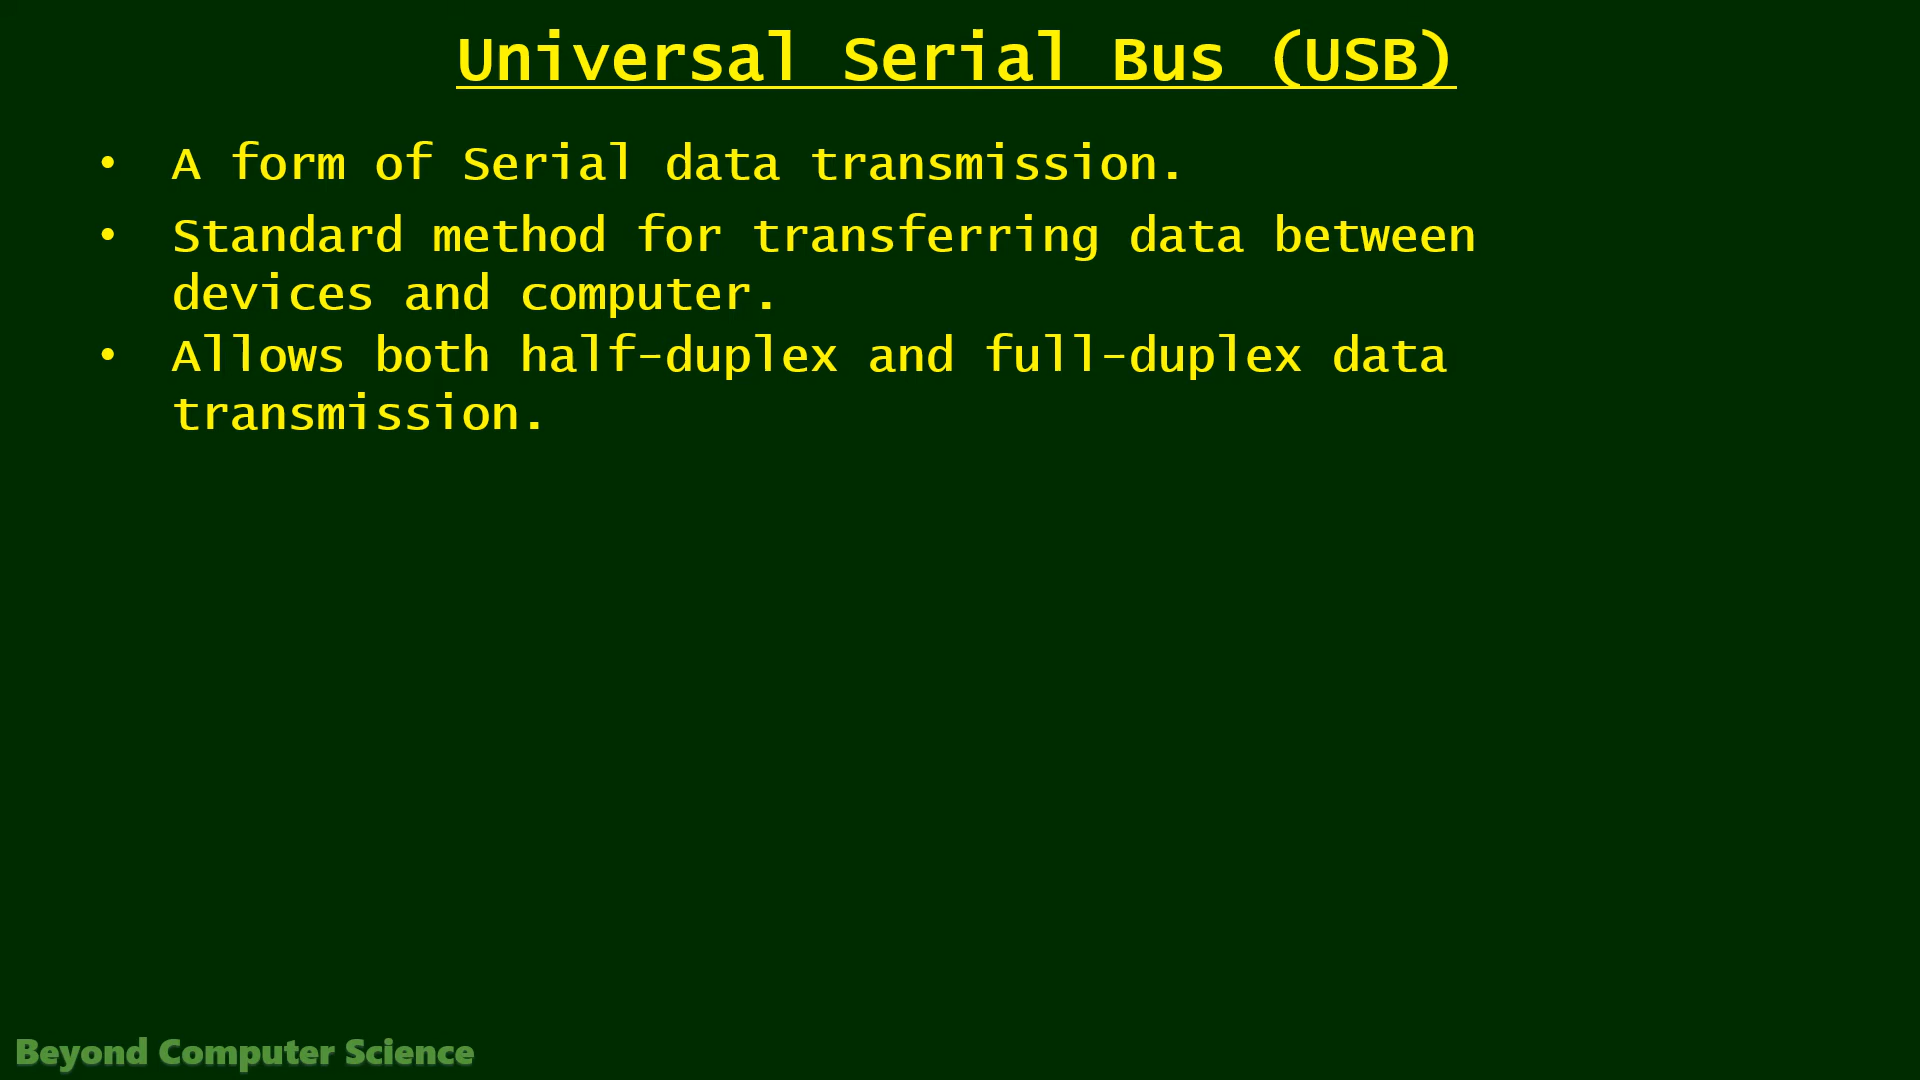 Universal Serial Bus (USB)
• A form of Serial data transmission.
• Standard method for transferring data between
devices and computer.
• Allows both half-duplex and full-duplex data
transmission.
Beyond Computer Science